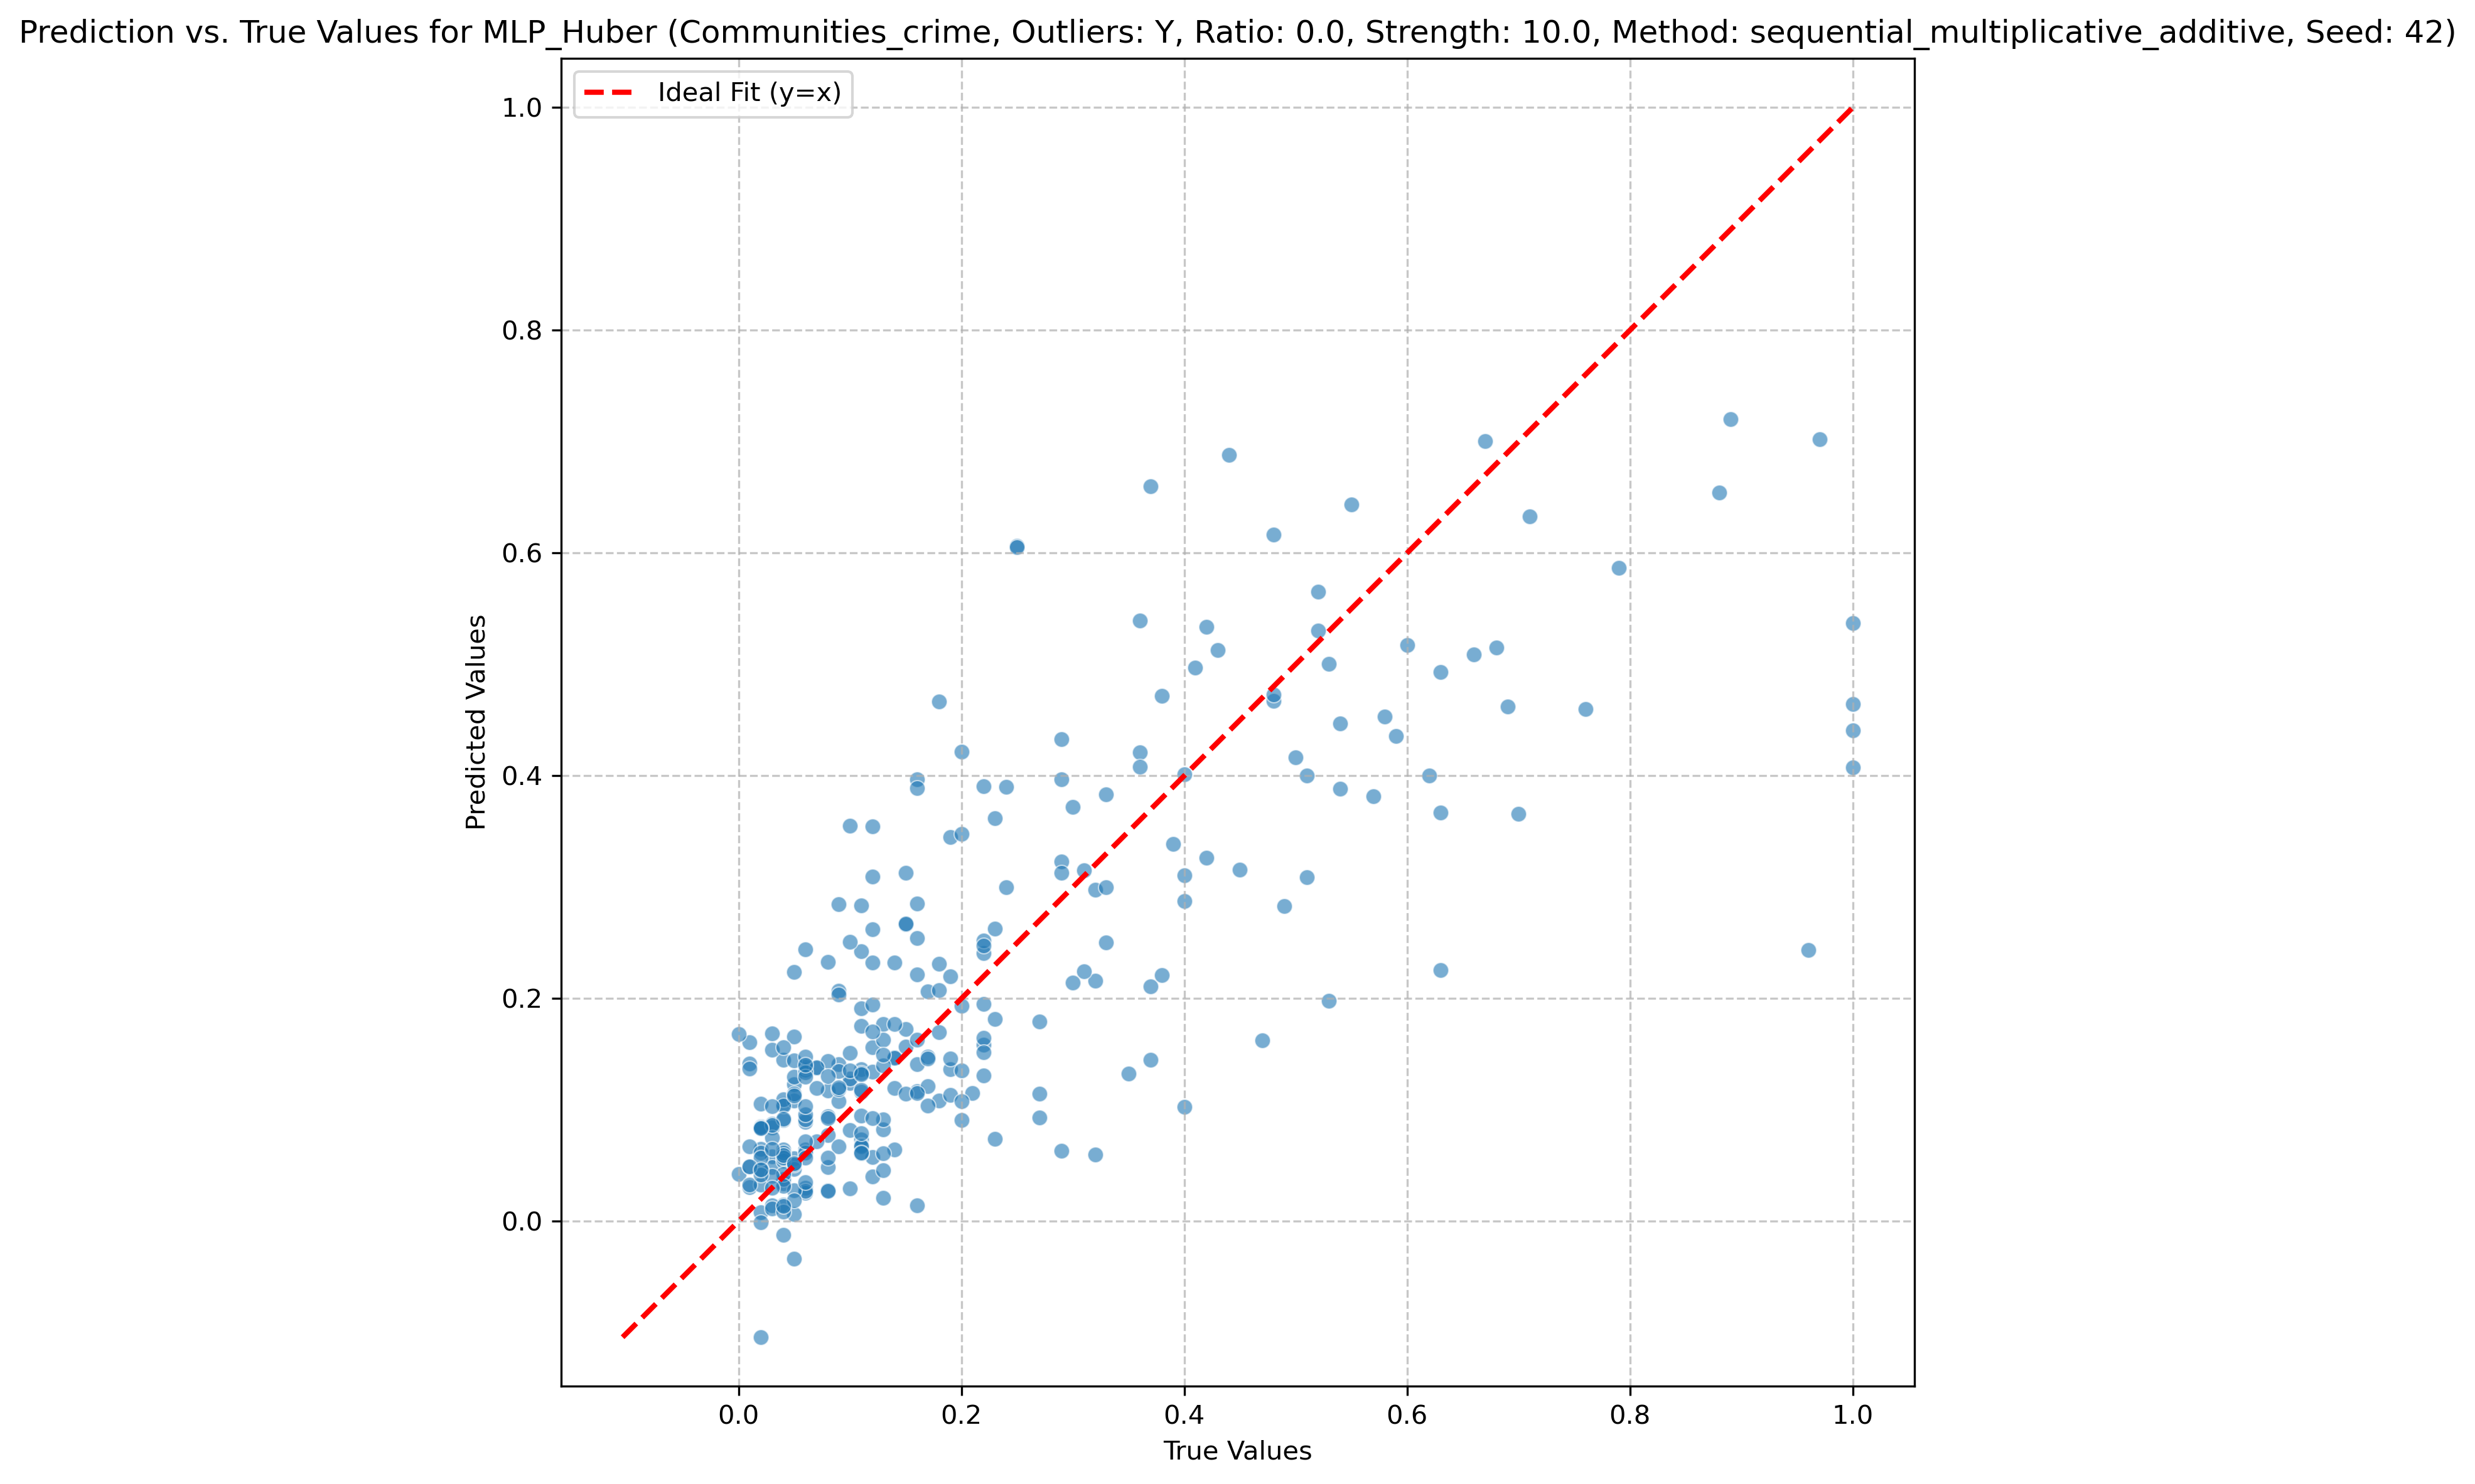 Prediction vs. True Values for MLP_Huber (Communities_crime, Outliers: Y, Ratio: 0.0, Strength: 10.0, Method: sequential_multiplicative_additive, Seed: 42)
Ideal Fit (y=x)
1.0
0.8
0.6
0.4
0.2
0.0
Predicted Values
0.0 0.2 0.4 0.6 0.8 1.0
True Values